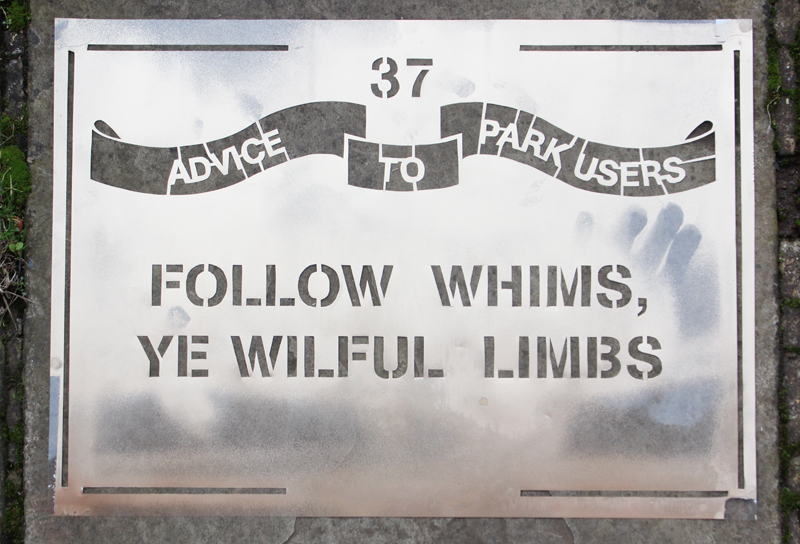 37
ADVICE TO PARK USERS
FOLLOW WHIMS,
YE WILFUL LIMBS